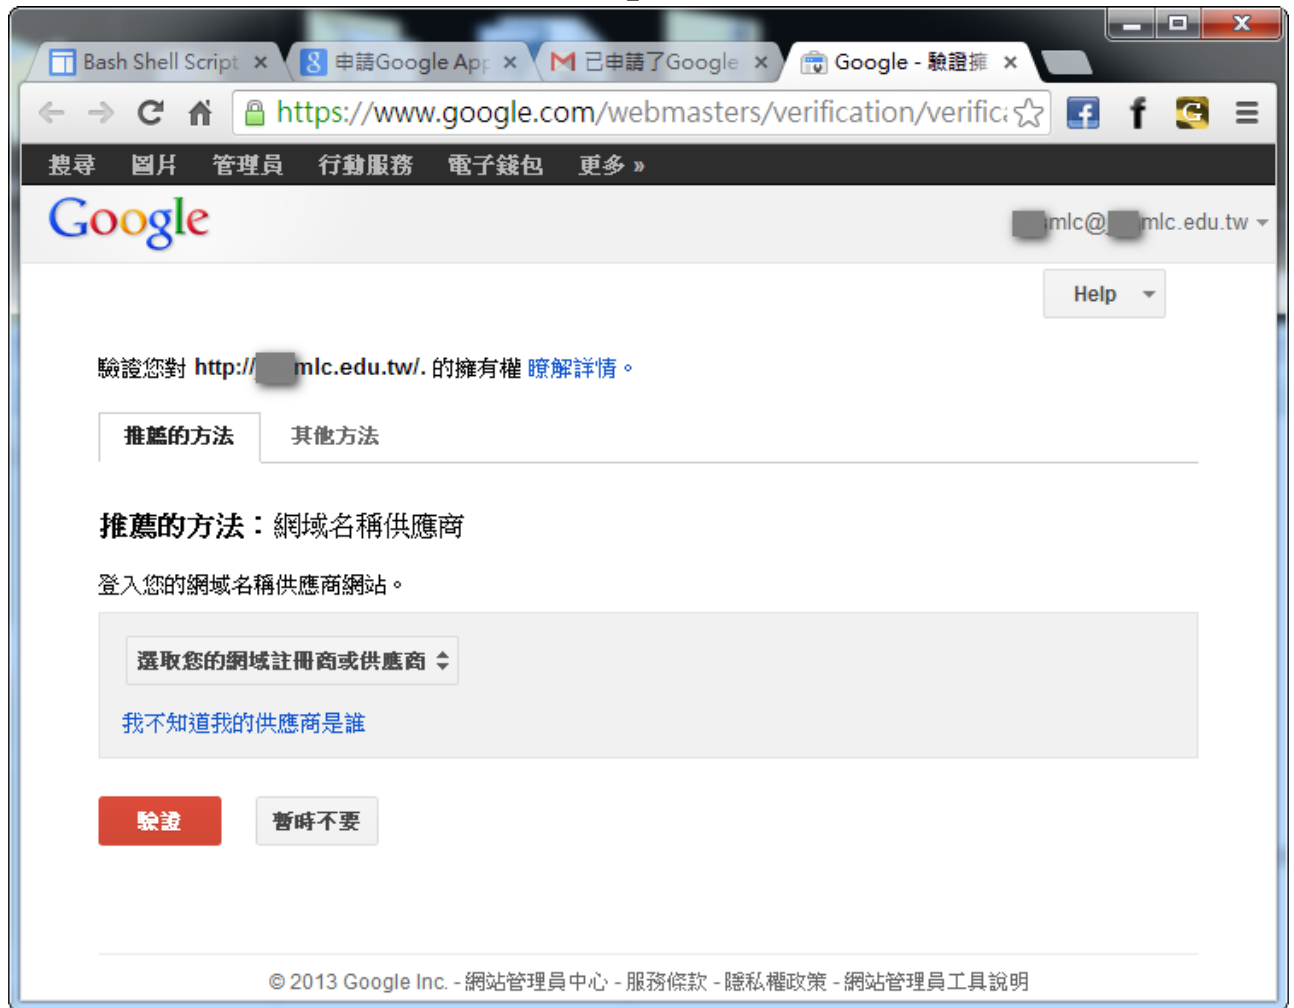 Bash Shell Script
申請Google App
已申請了Google
Google - 驗證擁
https://www.google.com/webmasters/verification/verific
搜尋 圖片 管理員 行動服務 電子錢包 更多 »
Google
mlc@ mlc.edu.tw
Help
驗證您對 http:// mlc.edu.tw/. 的擁有權 瞭解詳情。
推薦的方法 其他方法
推薦的方法：網域名稱供應商
登入您的網域名稱供應商網站。
選取您的網域註冊商或供應商
我不知道我的供應商是誰
驗證 暫時不要
© 2013 Google Inc. - 網站管理員中心 - 服務條款 - 隱私權政策 - 網站管理員工具說明